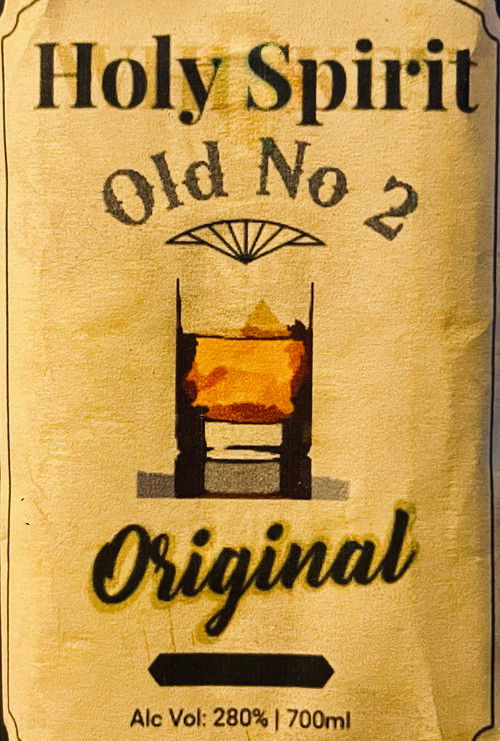 Holy Spirit
Old No 2
Original
Alc Vol: 280% | 700ml